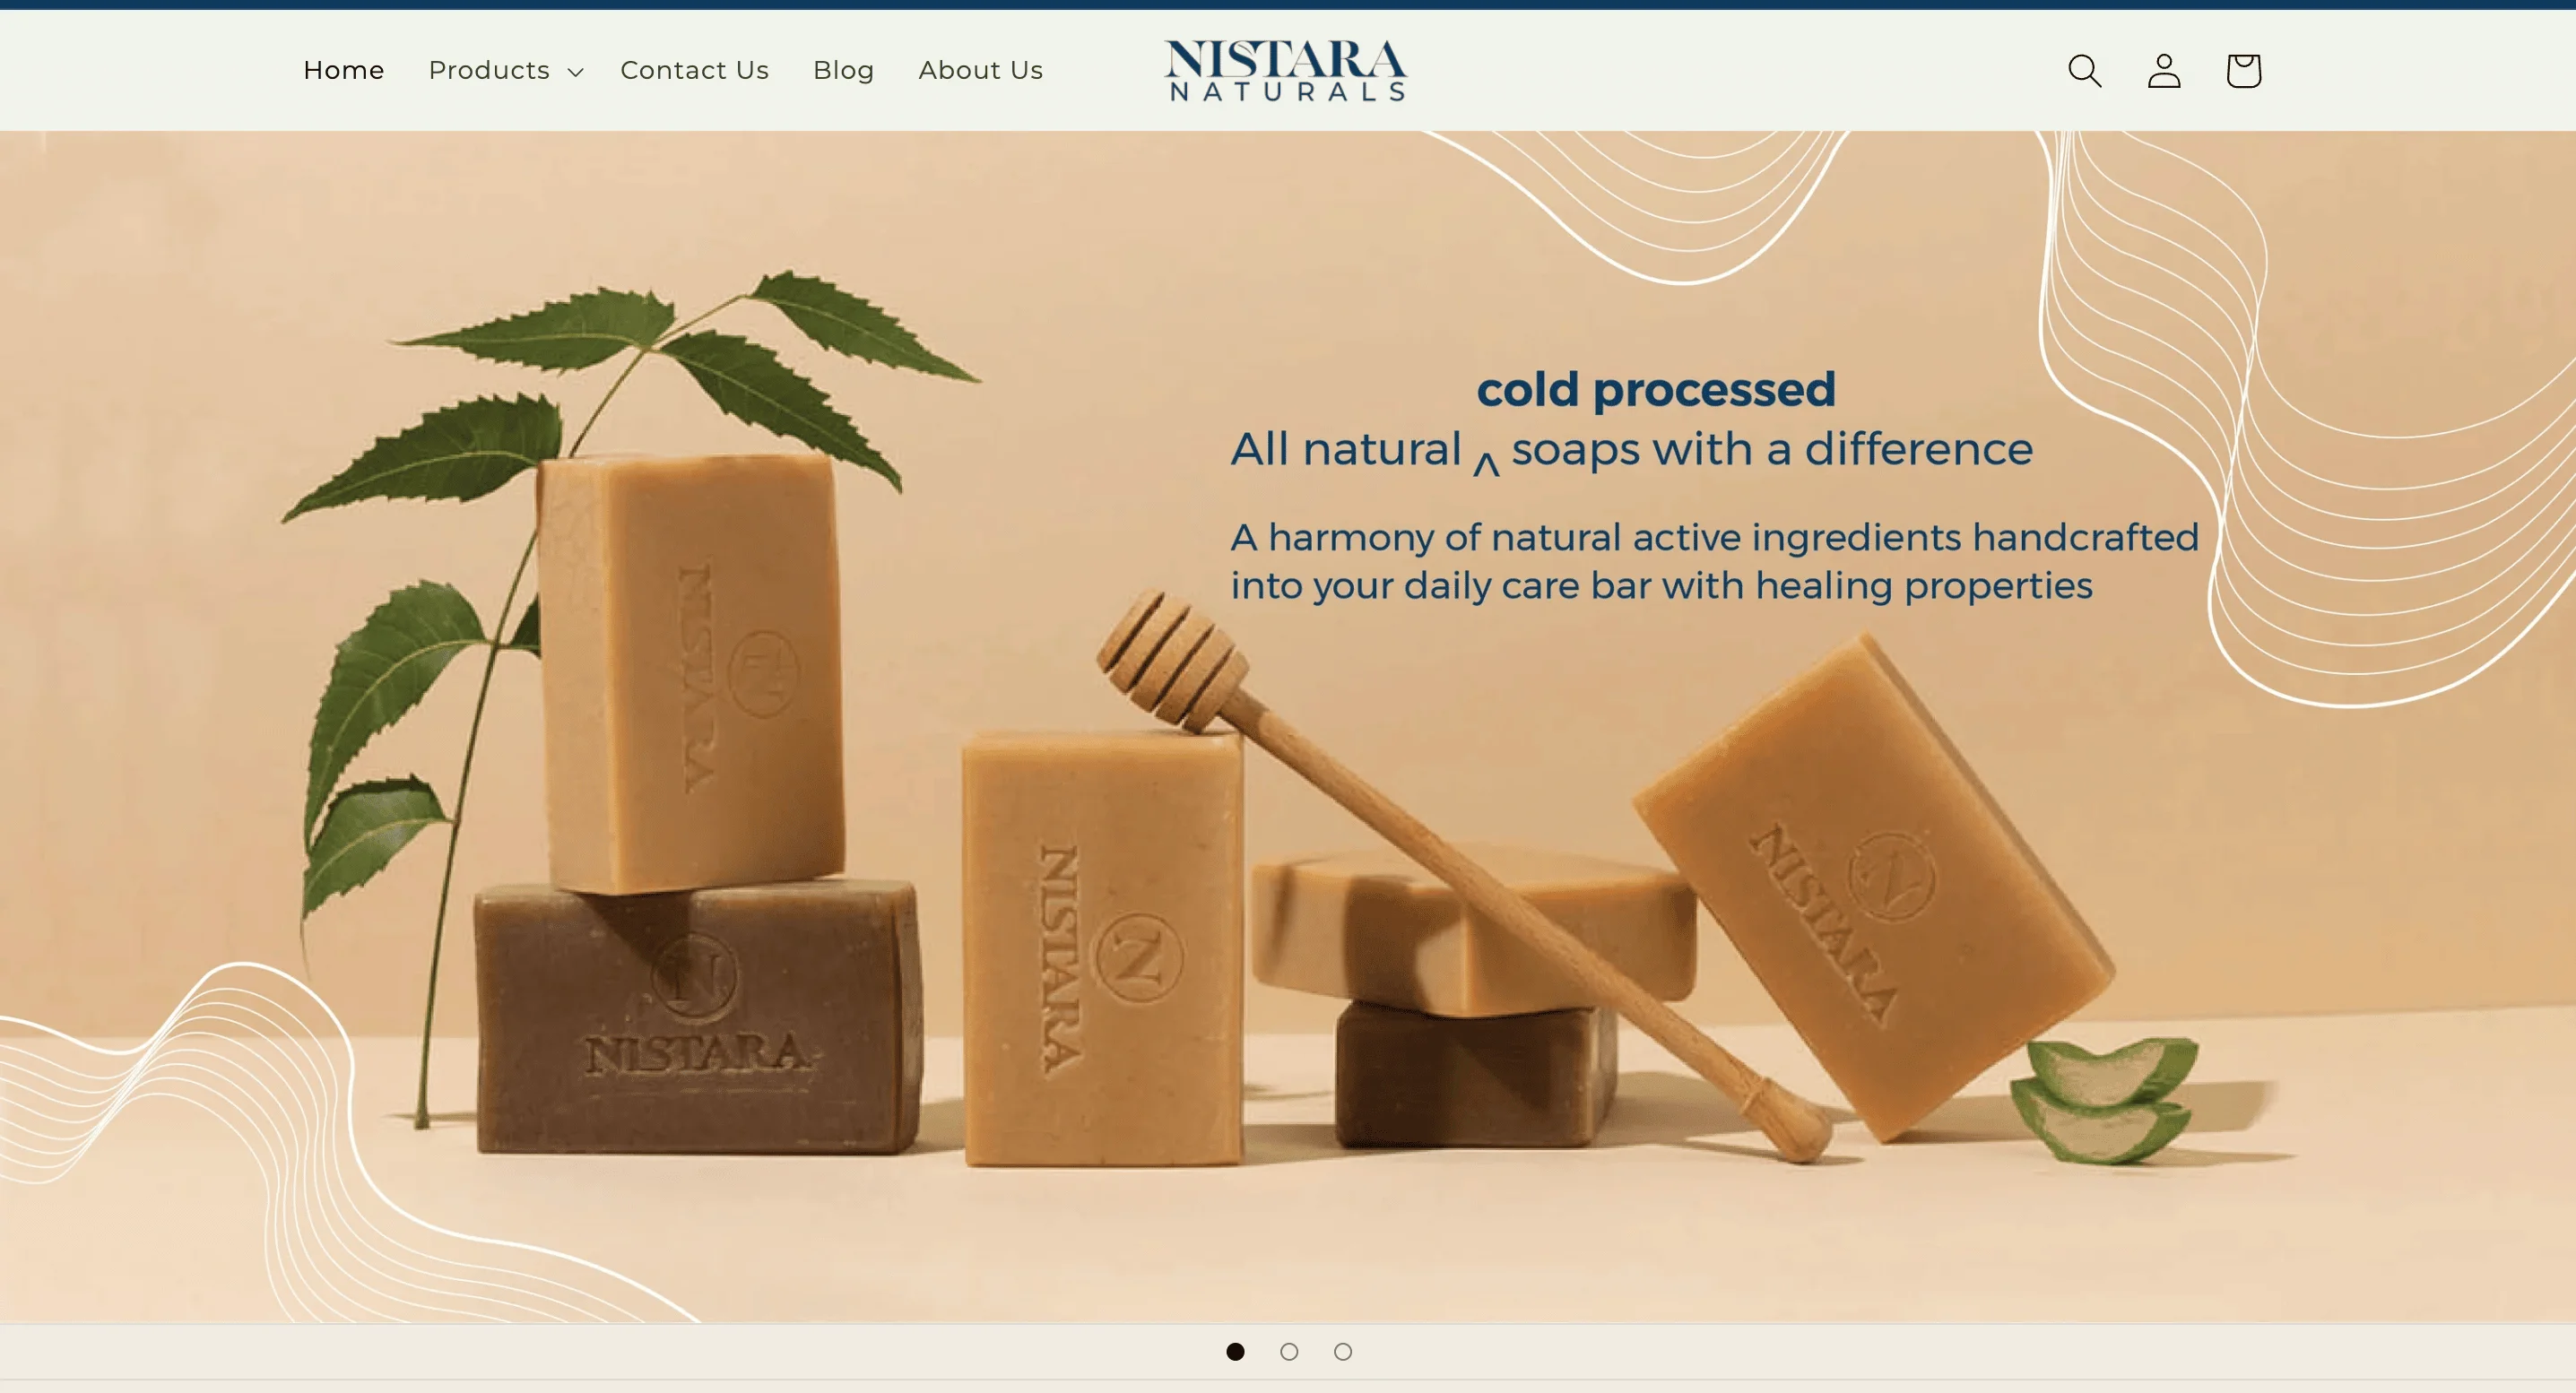 Home Products Contact Us Blog About Us
NISTARA
NATURALS
cold processed
All natural ^ soaps with a difference
A harmony of natural active ingredients handcrafted
into your daily care bar with healing properties
NISTARA
N
N
NISTARA
NISTARA
N
N
NISTARA